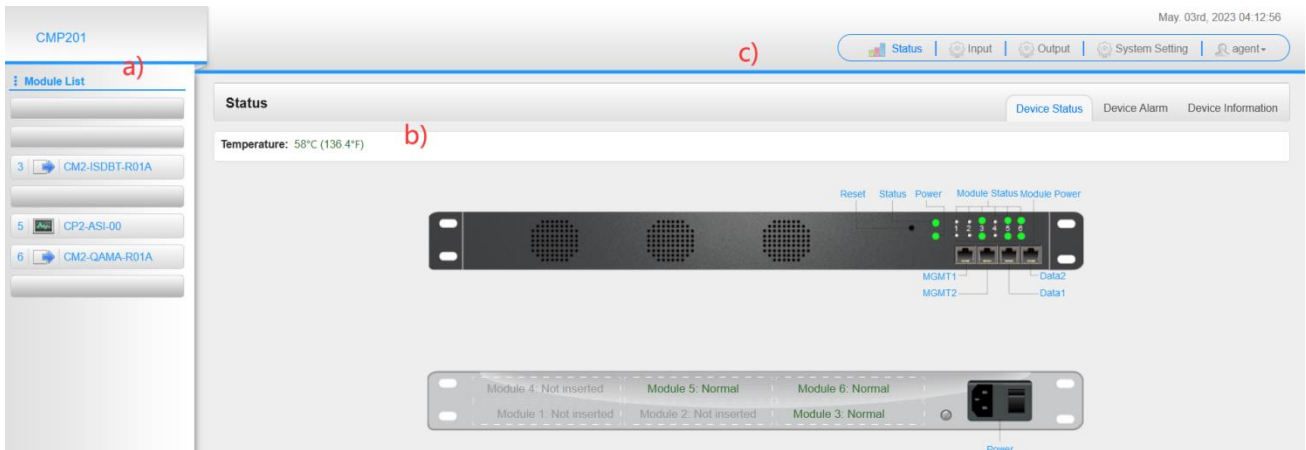 May. 03rd, 2023 04:12:56
CMP201
a)
c)
Status Input Output System Setting agent
Module List
Status
Device Status Device Alarm Device Information
b)
Temperature: 58°C (136.4°F)
3 CM2-ISDBT-R01A
5 CP2-ASI-00
6 CM2-QAMA-R01A
Reset Status Power Module Status Module Power
1 2 3 4 5 6
MGMT1 Data2
MGMT2 Data1
Module 4: Not inserted Module 5: Normal Module 6: Normal
Module 1: Not inserted Module 2: Not inserted Module 3: Normal
Power